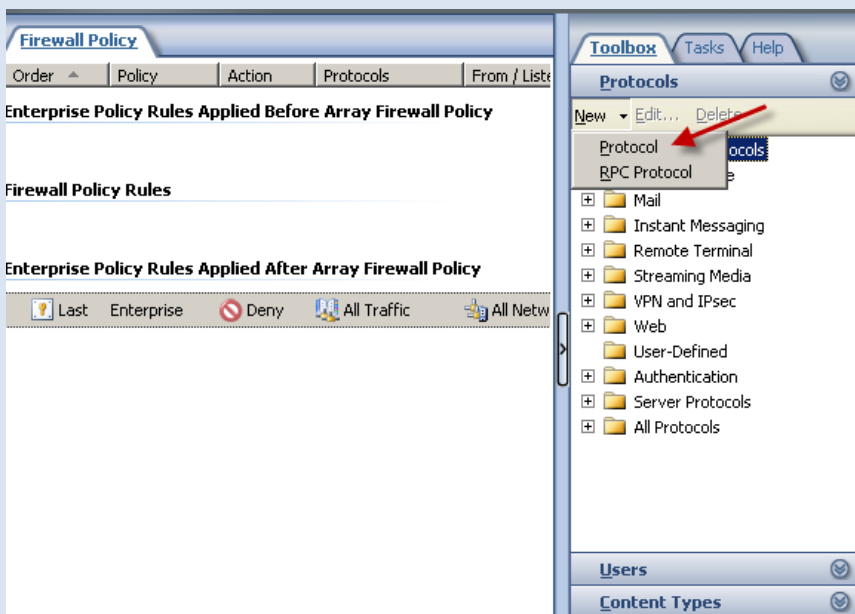 Firewall Policy
Order Policy Action Protocols From / Liste
Enterprise Policy Rules Applied Before Array Firewall Policy
Firewall Policy Rules
Enterprise Policy Rules Applied After Array Firewall Policy
Last Enterprise Deny All Traffic All Netw
Toolbox Tasks Help
Protocols
New Edit... Delete
Protocol
RPC Protocol
ocols
e
Mail
Instant Messaging
Remote Terminal
Streaming Media
VPN and IPsec
Web
User-Defined
Authentication
Server Protocols
All Protocols
Users
Content Types